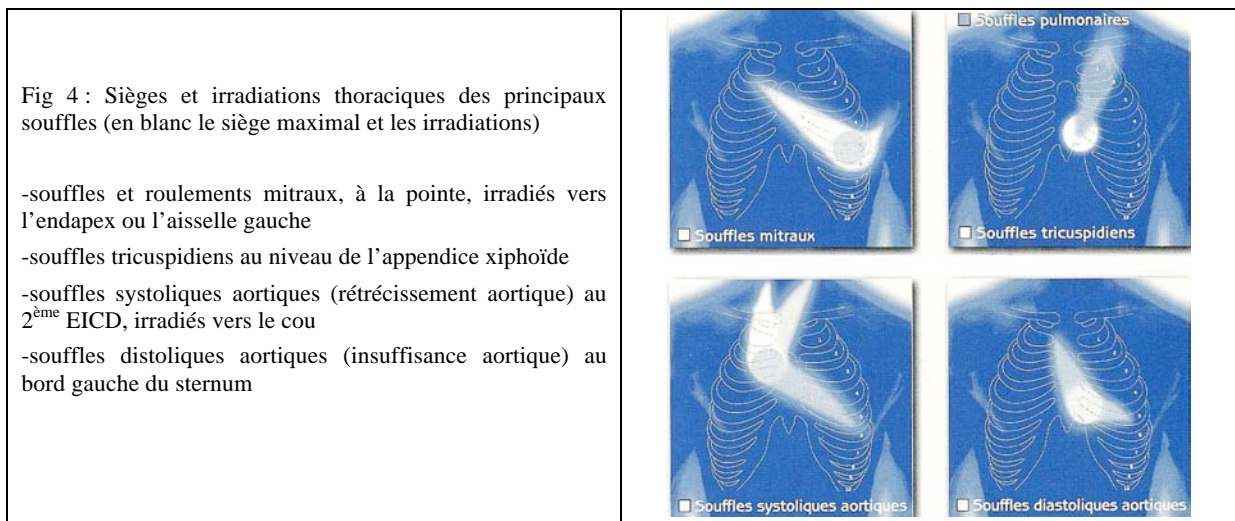 Fig 4 : Sièges et irradiations thoraciques des principaux
souffles (en blanc le siège maximal et les irradiations)
-souffles et roulements mitraux, à la pointe, irradiés vers
l'endapex ou l'aisselle gauche
-souffles tricuspidiens au niveau de l'appendice xiphoïde
-souffles systoliques aortiques (rétrécissement aortique) au
2ème EICD, irradiés vers le cou
-souffles distoliques aortiques (insuffisance aortique) au
bord gauche du sternum
Souffles pulmonaires
Souffles mitraux
Souffles tricuspidiens
Souffles systoliques aortiques
Souffles diastoliques aortiques